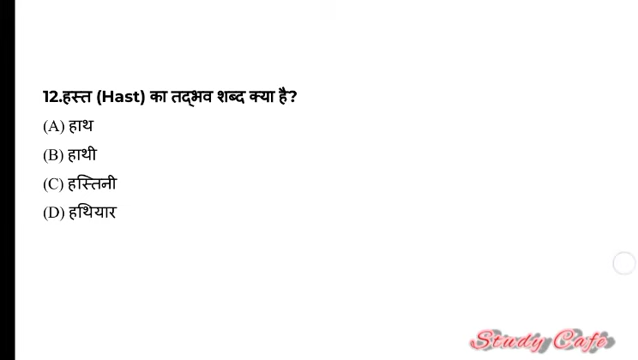 12.हस्त (Hast) का तद्भव शब्द क्या है?
(A) हाथ
(B) हाथी
(C) हस्तिनी
(D) हथियार
Study Cafe